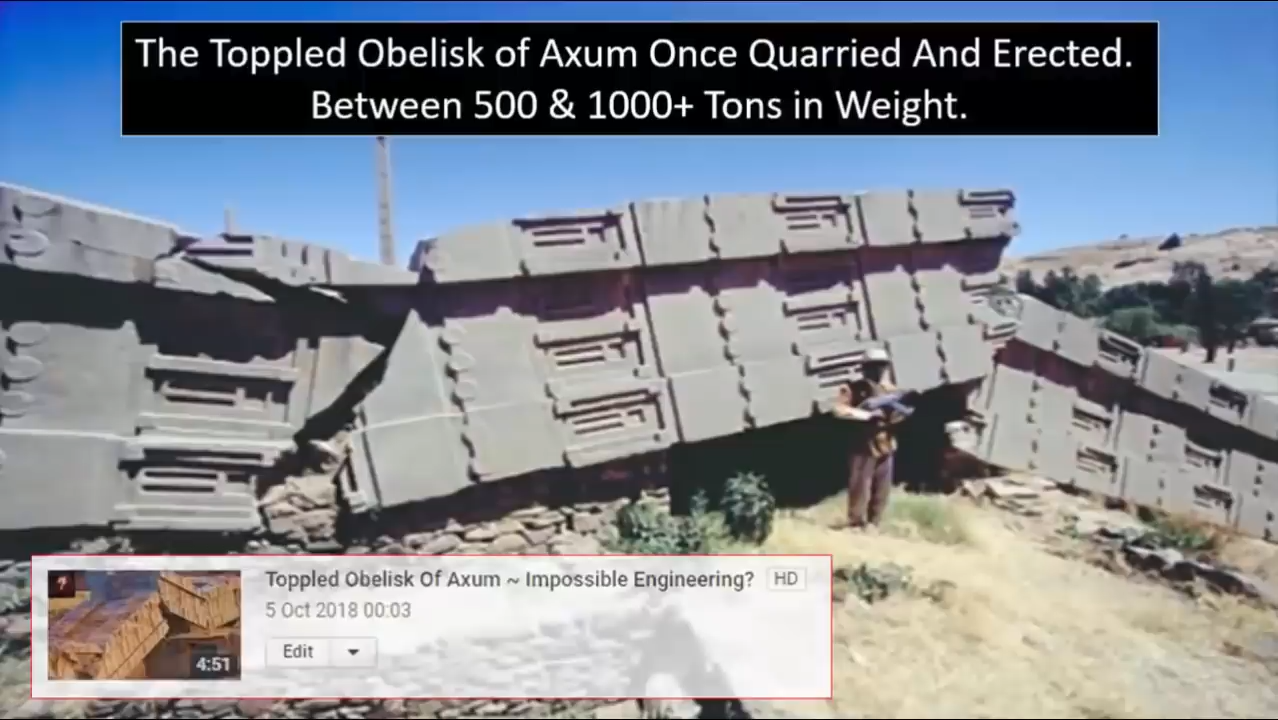 The Toppled Obelisk of Axum Once Quarried And Erected.
Between 500 & 1000+ Tons in Weight.
Toppled Obelisk Of Axum ~ Impossible Engineering? HD
5 Oct 2018 00:03
Edit
4:51